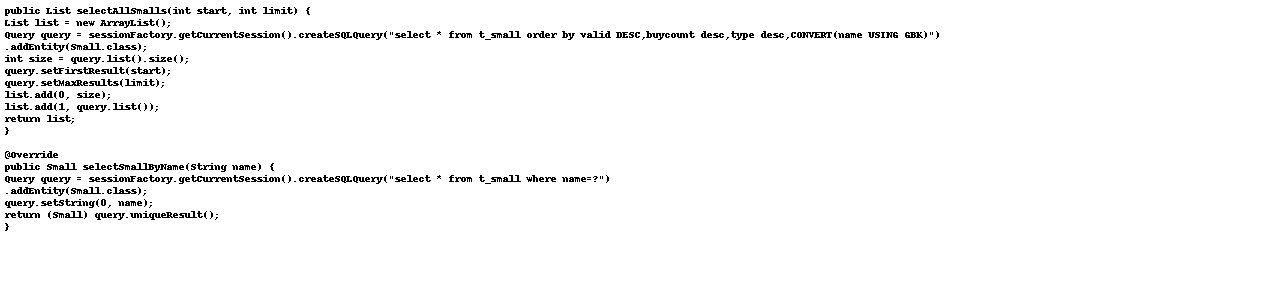 public List selectAllSmalls(int start, int limit) {
List list = new ArrayList();
Query query = sessionFactory.getCurrentSession().createSQLQuery("select * from t_small order by valid DESC,buycount desc,type desc,CONVERT(name USING GBK)")
.addEntity(Small.class);
int size = query.list().size();
query.setFirstResult(start);
query.setMaxResults(limit);
list.add(0, size);
list.add(1, query.list());
return list;
}

@Override
public Small selectSmallByName(String name) {
Query query = sessionFactory.getCurrentSession().createSQLQuery("select * from t_small where name=?")
.addEntity(Small.class);
query.setString(0, name);
return (Small) query.uniqueResult();
}